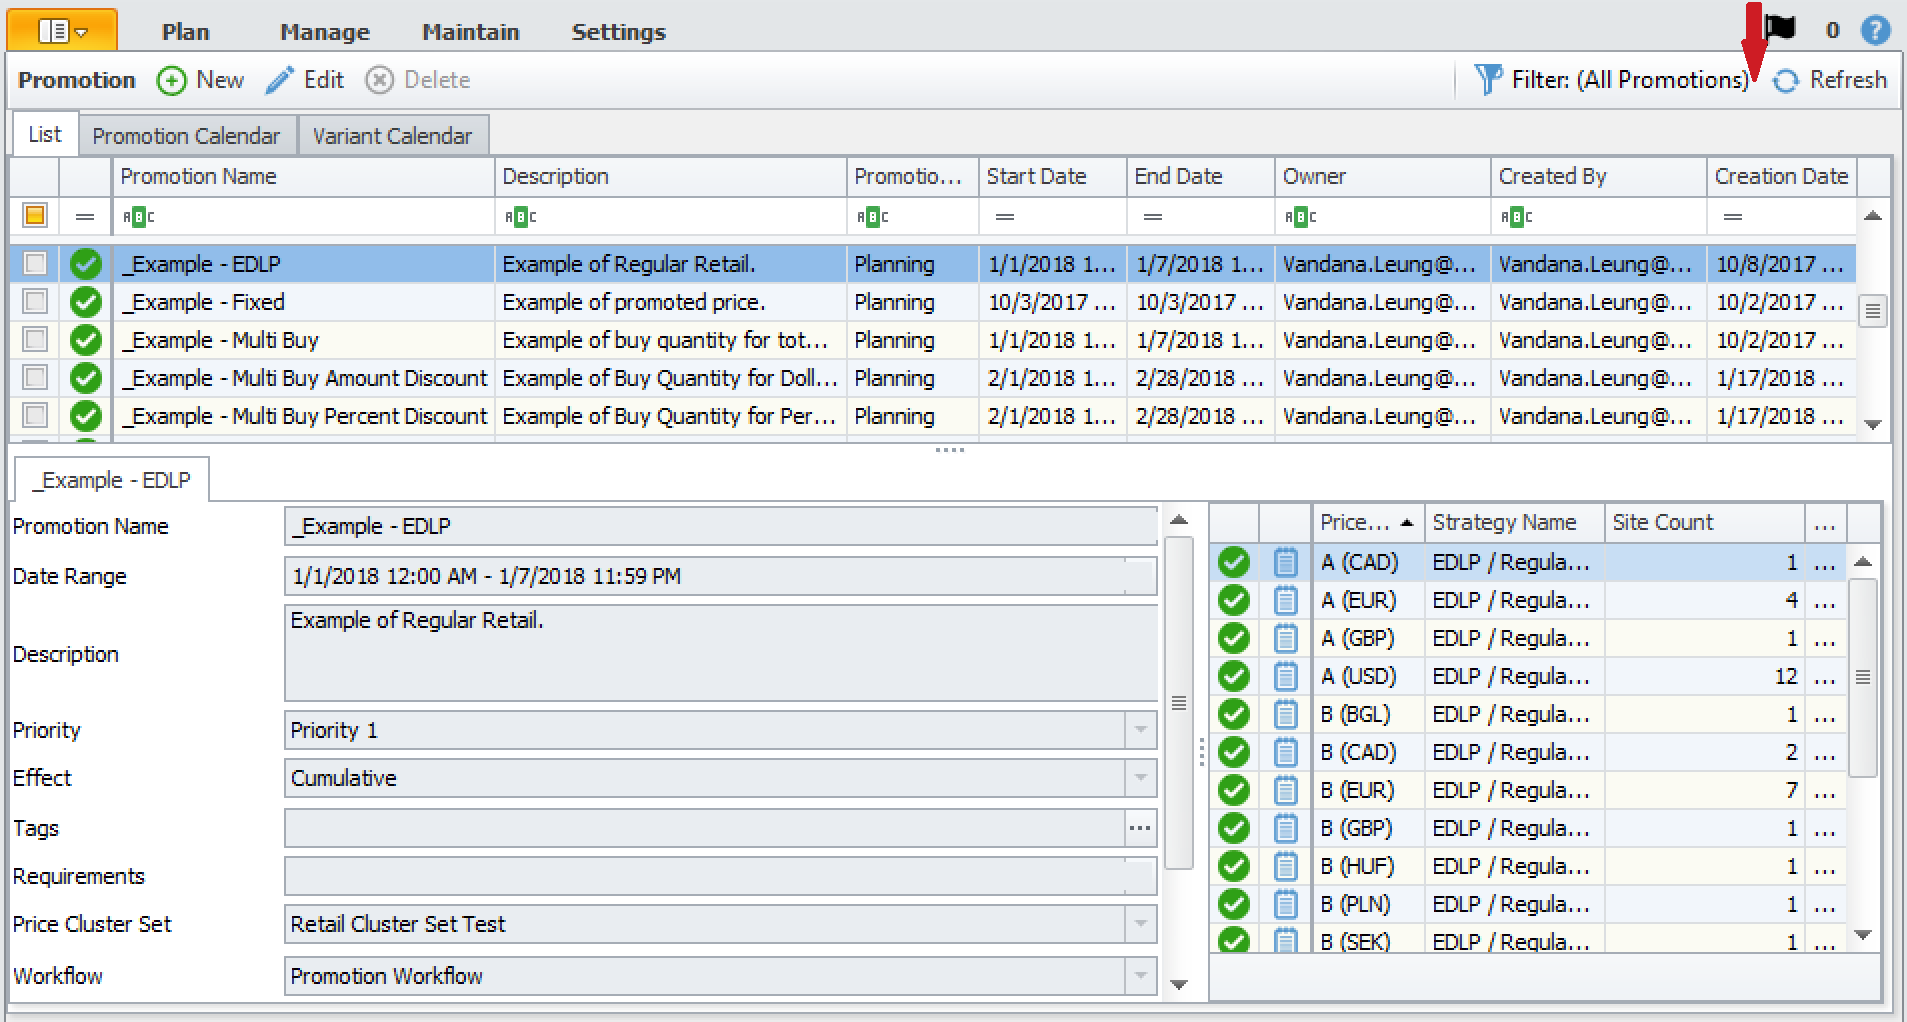 Plan Manage Maintain Settings 0 ?
Promotion New Edit Delete Filter: (All Promotions) Refresh
List Promotion Calendar Variant Calendar
Promotion Name Description Promotio... Start Date End Date Owner Created By Creation Date
= ABC ABC ABC = = ABC ABC =
_Example - EDLP Example of Regular Retail. Planning 1/1/2018 1... 1/7/2018 1... Vandana.Leung@... Vandana.Leung@... 10/8/2017 ...
_Example - Fixed Example of promoted price. Planning 10/3/2017 ... 10/3/2017 ... Vandana.Leung@... Vandana.Leung@... 10/2/2017 ...
_Example - Multi Buy Example of buy quantity for tot... Planning 1/1/2018 1... 1/7/2018 1... Vandana.Leung@... Vandana.Leung@... 10/2/2017 ...
_Example - Multi Buy Amount Discount Example of Buy Quantity for Doll... Planning 2/1/2018 1... 2/28/2018 ... Vandana.Leung@... Vandana.Leung@... 1/17/2018 ...
_Example - Multi Buy Percent Discount Example of Buy Quantity for Per... Planning 2/1/2018 1... 2/28/2018 ... Vandana.Leung@... Vandana.Leung@... 1/17/2018 ...
_Example - EDLP
Promotion Name _Example - EDLP
Date Range 1/1/2018 12:00 AM - 1/7/2018 11:59 PM
Description Example of Regular Retail.
Priority Priority 1
Effect Cumulative
Tags ...
Requirements
Price Cluster Set Retail Cluster Set Test
Workflow Promotion Workflow
Price... Strategy Name Site Count ...
A (CAD) EDLP / Regula... 1 ...
A (EUR) EDLP / Regula... 4 ...
A (GBP) EDLP / Regula... 1 ...
A (USD) EDLP / Regula... 12 ...
B (BGL) EDLP / Regula... 1 ...
B (CAD) EDLP / Regula... 2 ...
B (EUR) EDLP / Regula... 7 ...
B (GBP) EDLP / Regula... 1 ...
B (HUF) EDLP / Regula... 1 ...
B (PLN) EDLP / Regula... 1 ...
B (SEK) EDLP / Regula... 1 ...